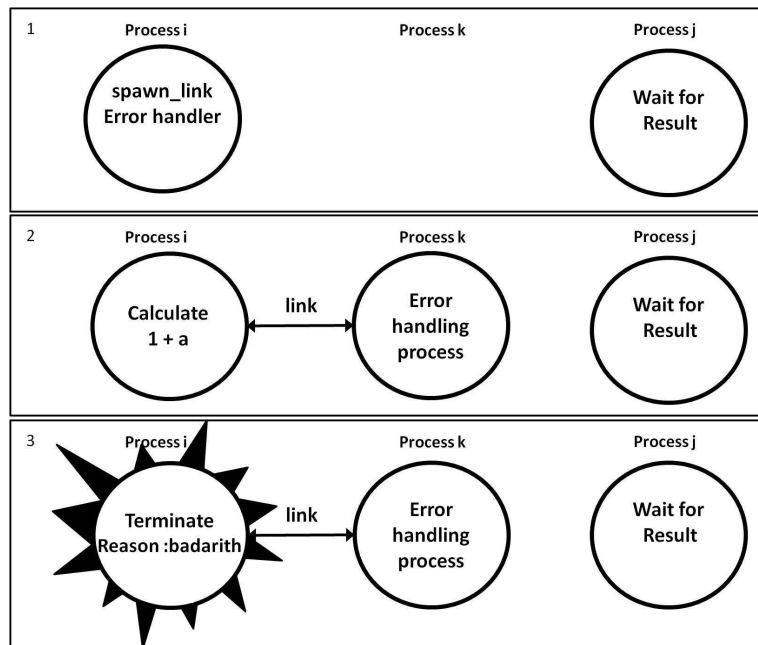 1
Process i
Process k
Process j
spawn_link
Error handler
Wait for
Result
2
Process i
Process k
Process j
Calculate
1 + a
link
Error
handling
process
Wait for
Result
3
Process i
Process k
Process j
Terminate
Reason :badarith
link
Error
handling
process
Wait for
Result